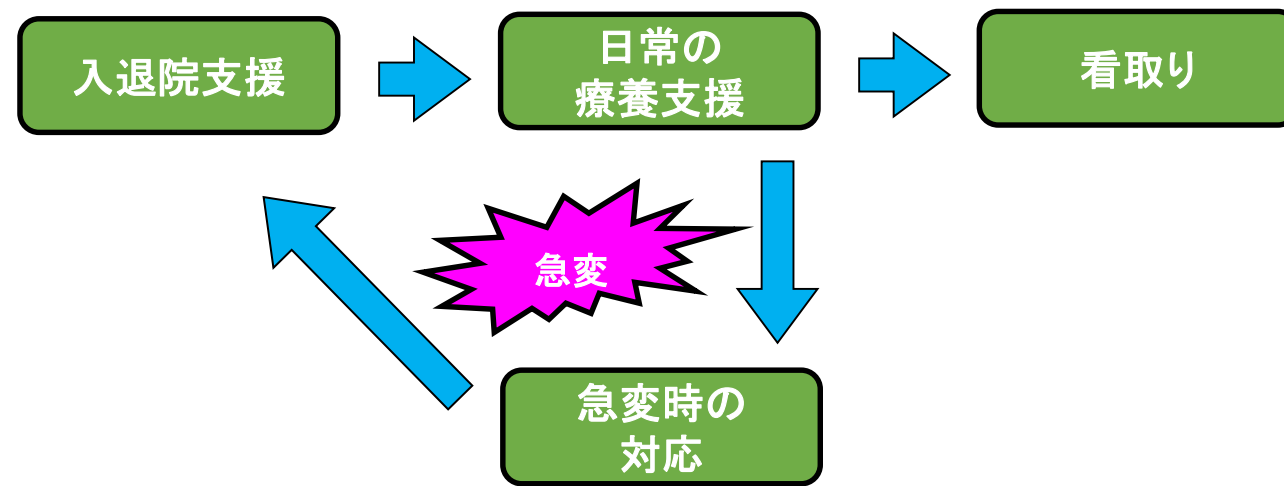 入退院支援
日常の
療養支援
看取り
急変
急変時の
対応